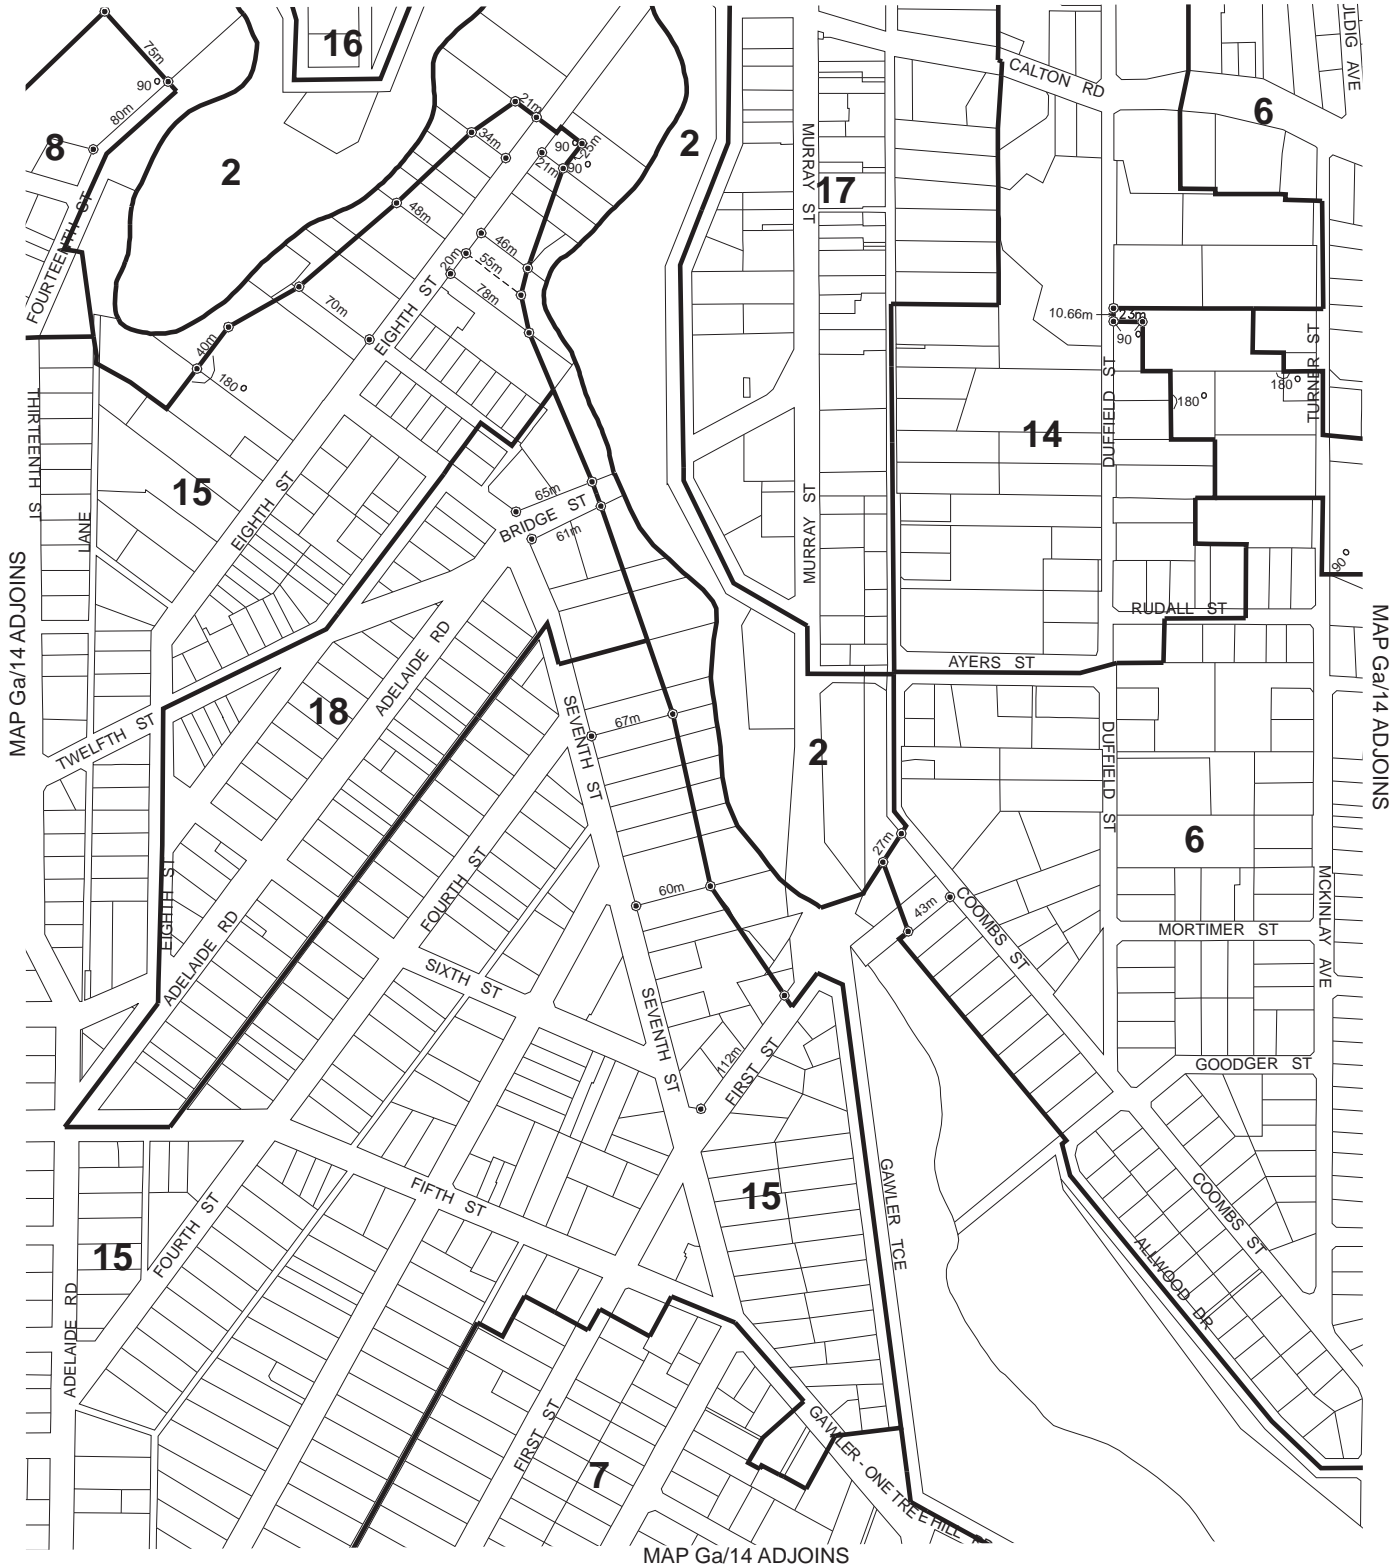 16
ULDIG AVE
75m
90°
80m
21m
CALTON RD
6
8
34m
90°
25m
21m
90°
2
2
MURRAY ST
17
FOURTEENTH ST
48m
46m
20m
55m
78m
70m
EIGHTH ST
10.66m
23m
90°
TURNER ST
40m
180°
180°
180°
DUFFIELD ST
THIRTEENTH ST
14
15
EIGHTH ST
65m
BRIDGE ST
61m
LANE
MURRAY ST
90°
MAP Ga/14 ADJOINS
RUDALL ST
MAP Ga/14 ADJOINS
AYERS ST
ADELAIDE RD
18
SEVENTH ST
67m
TWELFTH ST
2
DUFFIELD ST
6
27m
EIGHTH ST
FOURTH ST
60m
COOMBS ST
43m
MCKINLAY AVE
MORTIMER ST
ADELAIDE RD
SIXTH ST
SEVENTH ST
112m
FIRST ST
GOODGER ST
FIFTH ST
15
GAWLER TCE
COOMBS ST
FOURTH ST
15
ALLWOOD DR
ADELAIDE RD
FIRST ST
7
GAWLER - ONE TREE HILL
MAP Ga/14 ADJOINS